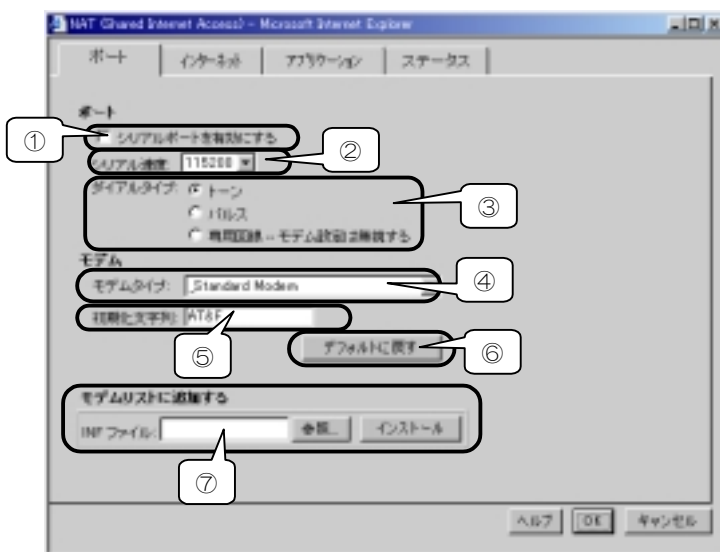 NAT (Shared Internet Access) - Microsoft Internet Explorer
ポート インターネット アプリケーション ステータス
ポート
① シリアルポートを有効にする
シリアル速度: 115200 ②
ダイアルタイプ: トーン
③
パルス
専用回線 -- モデム設定は無視する
モデム
モデムタイプ: _Standard Modem ④
初期化文字列: AT&F
⑤
デフォルトに戻す ⑥
モデムリストに追加する
INF ファイル: 参照... インストール
⑦
ヘルプ OK キャンセル